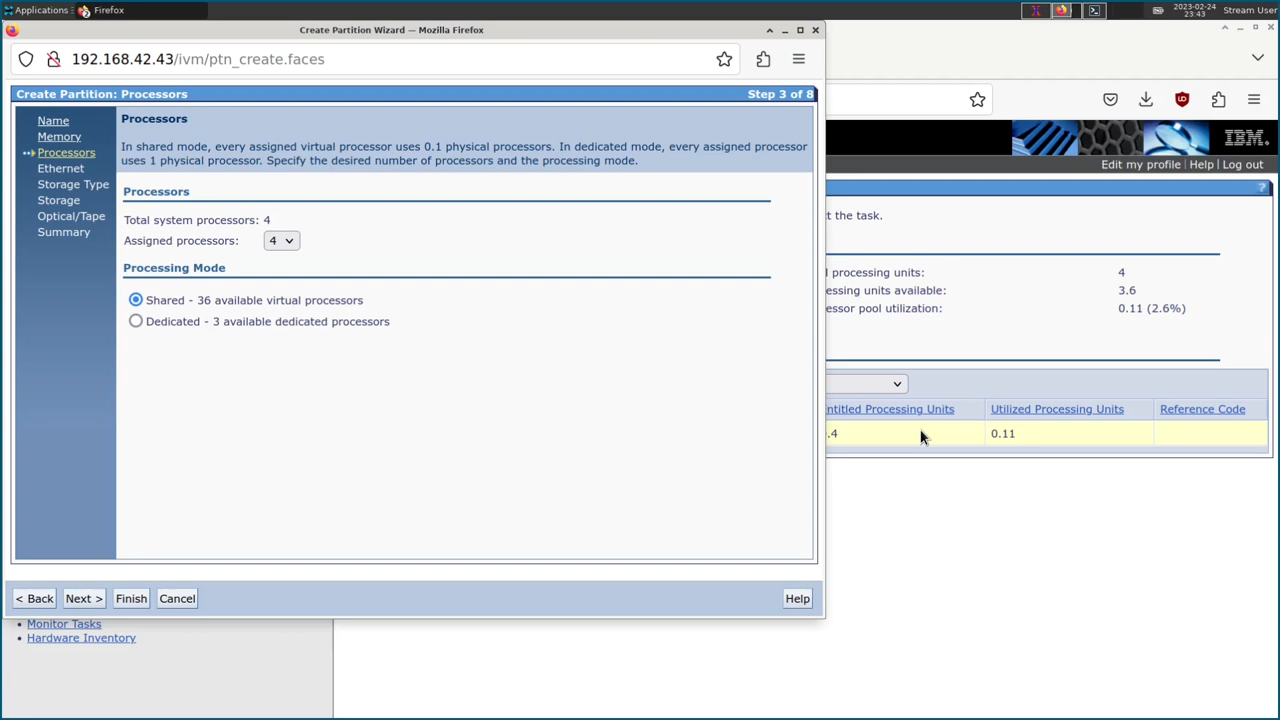 Applications
Firefox
2023-02-24
23:43
Stream User
Create Partition Wizard — Mozilla Firefox
192.168.42.43/ivm/ptn_create.faces
Create Partition: Processors
Step 3 of 8
Name
Memory
Processors
Ethernet
Storage Type
Storage
Optical/Tape
Summary
Processors
In shared mode, every assigned virtual processor uses 0.1 physical processors. In dedicated mode, every assigned processor
uses 1 physical processor. Specify the desired number of processors and the processing mode.
Processors
Total system processors: 4
Assigned processors: 4
Processing Mode
Shared - 36 available virtual processors
Dedicated - 3 available dedicated processors
< Back
Next >
Finish
Cancel
Help
Monitor Tasks
Hardware Inventory
IBM
Edit my profile | Help | Log out
?
t the task.
processing units: 4
essing units available: 3.6
essor pool utilization: 0.11 (2.6%)
ntitled Processing Units
Utilized Processing Units
Reference Code
.4
0.11